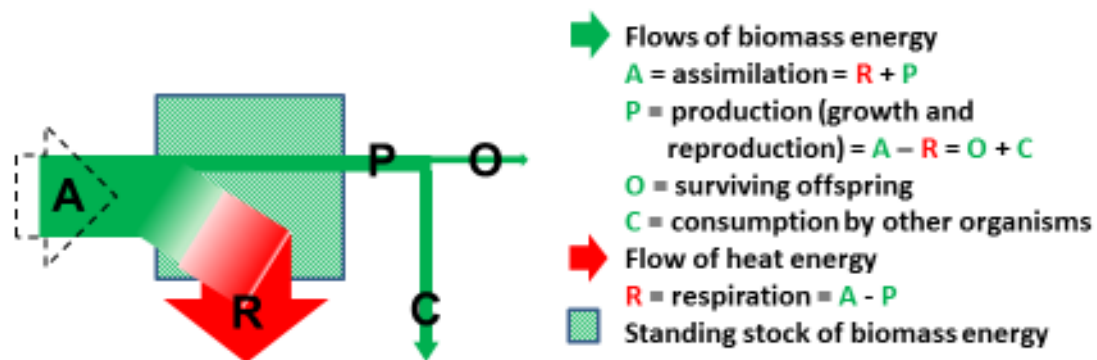 A
P
O
R
C
Flows of biomass energy
A = assimilation = R + P
P = production (growth and
reproduction) = A – R = O + C
O = surviving offspring
C = consumption by other organisms
Flow of heat energy
R = respiration = A - P
Standing stock of biomass energy